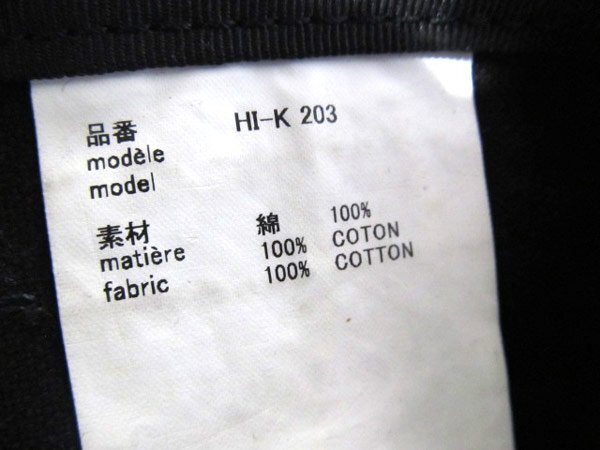 品番 HI-K 203
modèle
model
素材 綿 100%
matière 100% COTON
fabric 100% COTTON